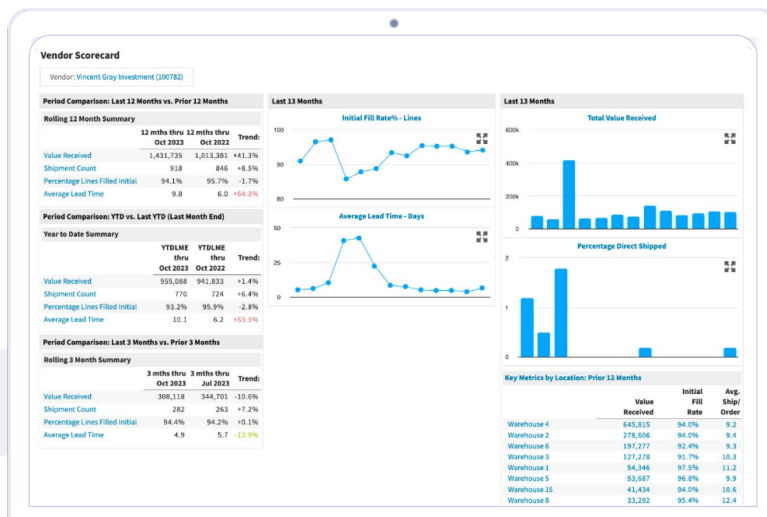 Vendor Scorecard
Vendor: Vincent Gray Investment (100782)
Period Comparison: Last 12 Months vs. Prior 12 Months
Rolling 12 Month Summary
12 mths thru Oct 2023 12 mths thru Oct 2022 Trend:
Value Received 1,431,735 1,013,381 +41.3%
Shipment Count 918 846 +8.5%
Percentage Lines Filled Initial 94.1% 95.7% -1.7%
Average Lead Time 9.8 6.0 +64.3%
Period Comparison: YTD vs. Last YTD (Last Month End)
Year to Date Summary
YTDLME thru Oct 2023 YTDLME thru Oct 2022 Trend:
Value Received 955,088 941,833 +1.4%
Shipment Count 770 724 +6.4%
Percentage Lines Filled Initial 93.2% 95.9% -2.8%
Average Lead Time 10.1 6.2 +63.5%
Period Comparison: Last 3 Months vs. Prior 3 Months
Rolling 3 Month Summary
3 mths thru Oct 2023 3 mths thru Jul 2023 Trend:
Value Received 308,118 344,701 -10.6%
Shipment Count 282 263 +7.2%
Percentage Lines Filled Initial 94.4% 94.2% +0.1%
Average Lead Time 4.9 5.7 -13.9%
Last 13 Months
Initial Fill Rate% - Lines
100
90
80
Average Lead Time - Days
50
25
0
Last 13 Months
Total Value Received
600k
400k
200k
0
Percentage Direct Shipped
2
1
0
Key Metrics by Location: Prior 12 Months
Value Received Initial Fill Rate Avg. Ship/ Order
Warehouse 4 645,815 94.0% 9.2
Warehouse 2 278,606 94.0% 9.4
Warehouse 6 197,277 92.4% 9.3
Warehouse 3 127,278 91.7% 10.3
Warehouse 1 54,346 97.5% 11.2
Warehouse 5 53,687 96.8% 9.9
Warehouse 15 41,434 94.0% 10.6
Warehouse 8 33,292 95.4% 12.4